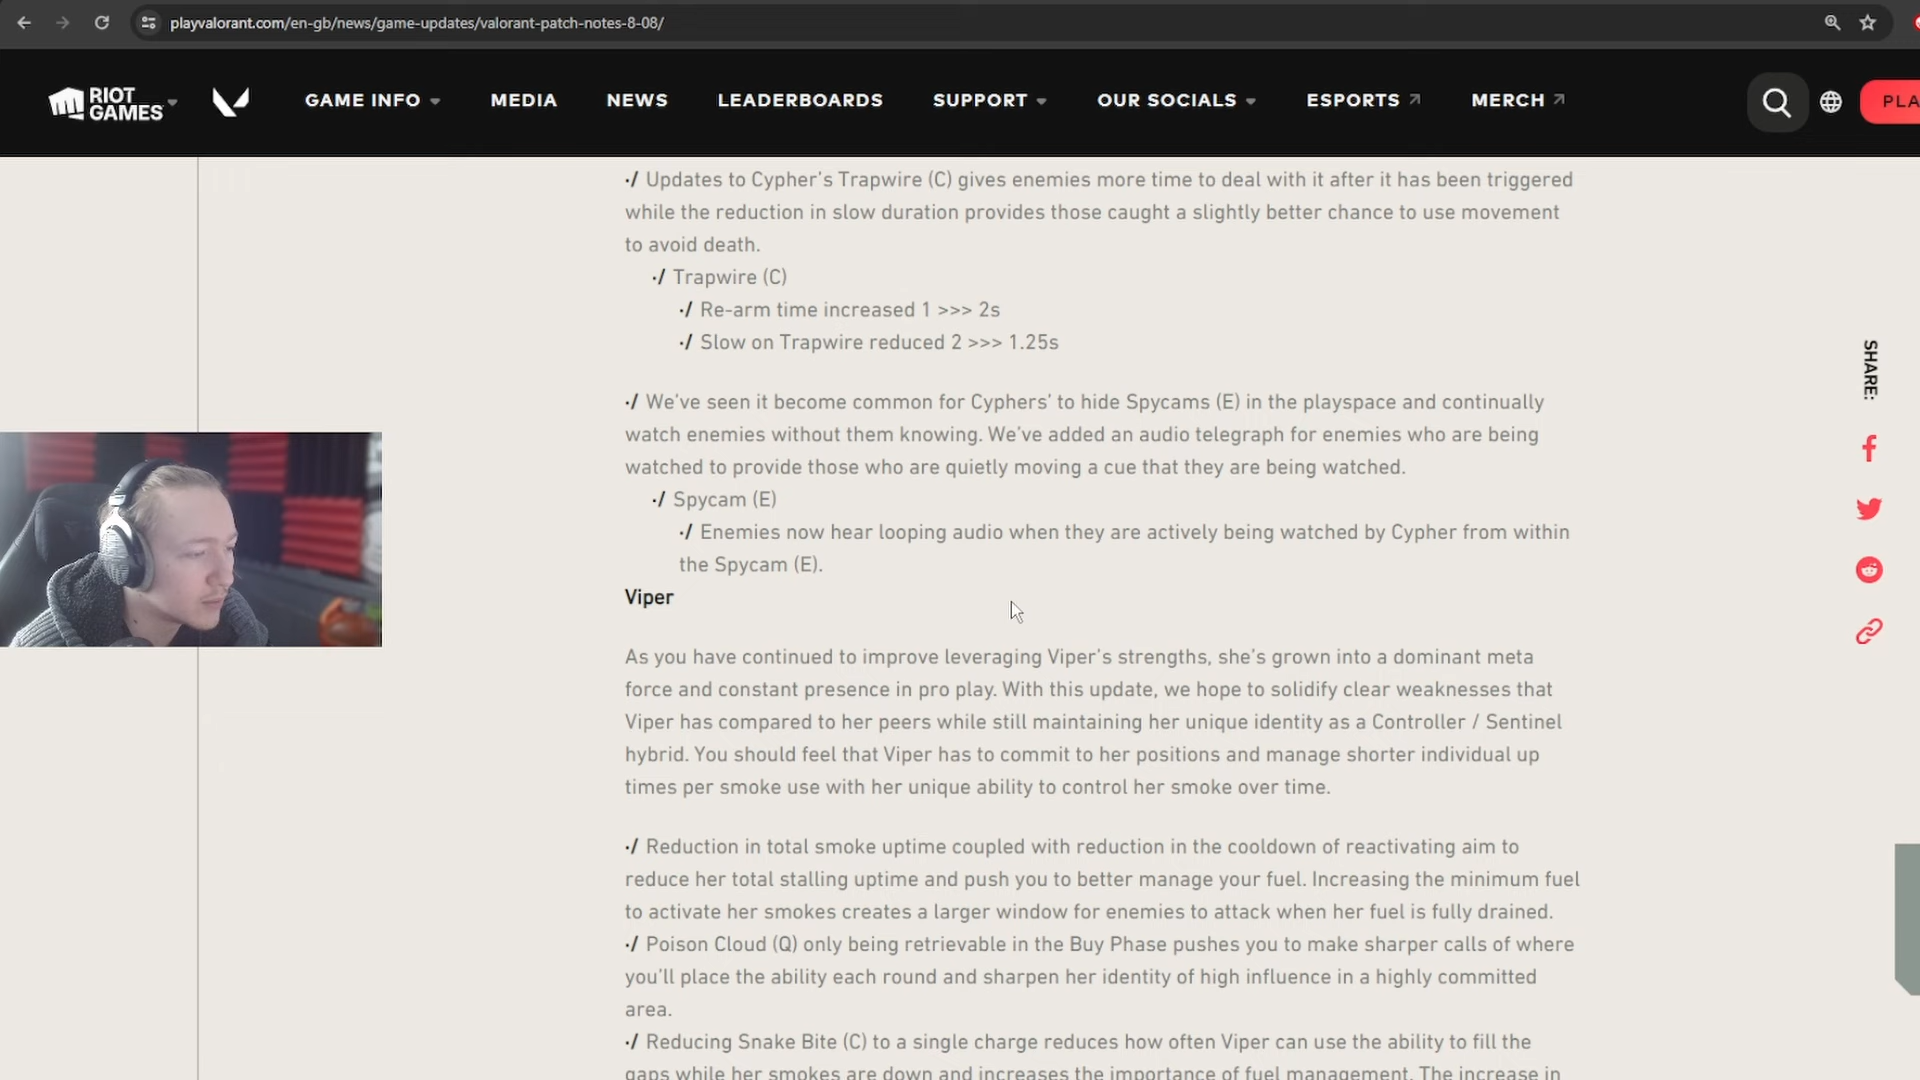 playvalorant.com/en-gb/news/game-updates/valorant-patch-notes-8-08/
RIOT GAMES
GAME INFO
MEDIA
NEWS
LEADERBOARDS
SUPPORT
OUR SOCIALS
ESPORTS
MERCH
PLA
·/ Updates to Cypher’s Trapwire (C) gives enemies more time to deal with it after it has been triggered
while the reduction in slow duration provides those caught a slightly better chance to use movement
to avoid death.
·/ Trapwire (C)
·/ Re-arm time increased 1 >>> 2s
·/ Slow on Trapwire reduced 2 >>> 1.25s
·/ We’ve seen it become common for Cyphers’ to hide Spycams (E) in the playspace and continually
watch enemies without them knowing. We’ve added an audio telegraph for enemies who are being
watched to provide those who are quietly moving a cue that they are being watched.
·/ Spycam (E)
·/ Enemies now hear looping audio when they are actively being watched by Cypher from within
the Spycam (E).
Viper
As you have continued to improve leveraging Viper’s strengths, she’s grown into a dominant meta
force and constant presence in pro play. With this update, we hope to solidify clear weaknesses that
Viper has compared to her peers while still maintaining her unique identity as a Controller / Sentinel
hybrid. You should feel that Viper has to commit to her positions and manage shorter individual up
times per smoke use with her unique ability to control her smoke over time.
·/ Reduction in total smoke uptime coupled with reduction in the cooldown of reactivating aim to
reduce her total stalling uptime and push you to better manage your fuel. Increasing the minimum fuel
to activate her smokes creates a larger window for enemies to attack when her fuel is fully drained.
·/ Poison Cloud (Q) only being retrievable in the Buy Phase pushes you to make sharper calls of where
you’ll place the ability each round and sharpen her identity of high influence in a highly committed
area.
·/ Reducing Snake Bite (C) to a single charge reduces how often Viper can use the ability to fill the
gaps while her smokes are down and increases the importance of fuel management. The increase in
SHARE: